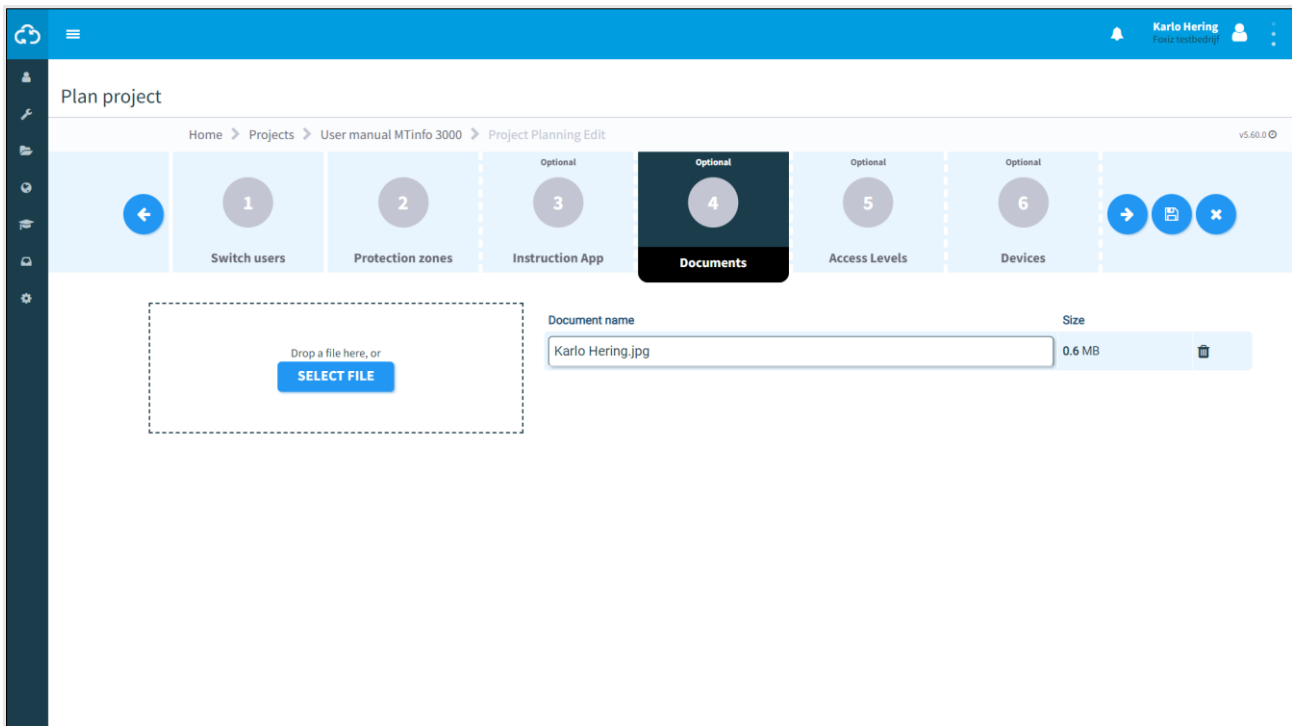 Karlo Hering
Foxiz testbedrijf
Plan project
Home Projects User manual MTinfo 3000 Project Planning Edit
v5.60.0
Optional Optional Optional Optional
1 2 3 4 5 6
Switch users Protection zones Instruction App Documents Access Levels Devices
Document name Size
Karlo Hering.jpg 0.6 MB
Drop a file here, or
SELECT FILE